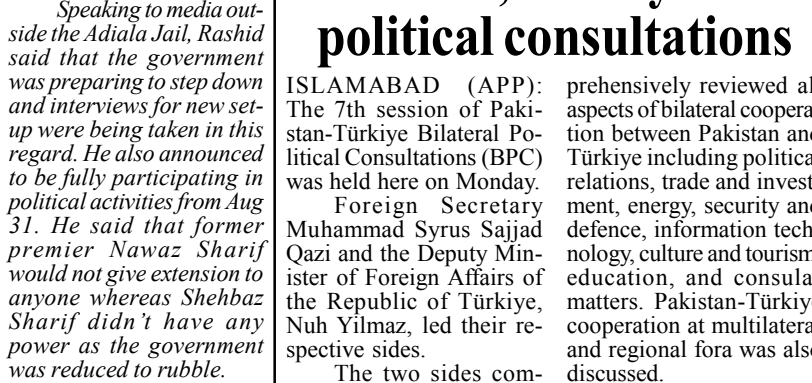 Speaking to media out-
side the Adiala Jail, Rashid
said that the government
was preparing to step down
and interviews for new set-
up were being taken in this
regard. He also announced
to be fully participating in
political activities from Aug
31. He said that former
premier Nawaz Sharif
would not give extension to
anyone whereas Shehbaz
Sharif didn't have any
power as the government
was reduced to rubble.
political consultations
ISLAMABAD (APP):
The 7th session of Paki-
stan-Türkiye Bilateral Po-
litical Consultations (BPC)
was held here on Monday.
Foreign Secretary
Muhammad Syrus Sajjad
Qazi and the Deputy Min-
ister of Foreign Affairs of
the Republic of Türkiye,
Nuh Yilmaz, led their re-
spective sides.
The two sides com-
prehensively reviewed al
aspects of bilateral coopera
tion between Pakistan and
Türkiye including politica
relations, trade and invest
ment, energy, security and
defence, information tech
nology, culture and tourism
education, and consula
matters. Pakistan-Türkiy
cooperation at multilatera
and regional fora was also
discussed.